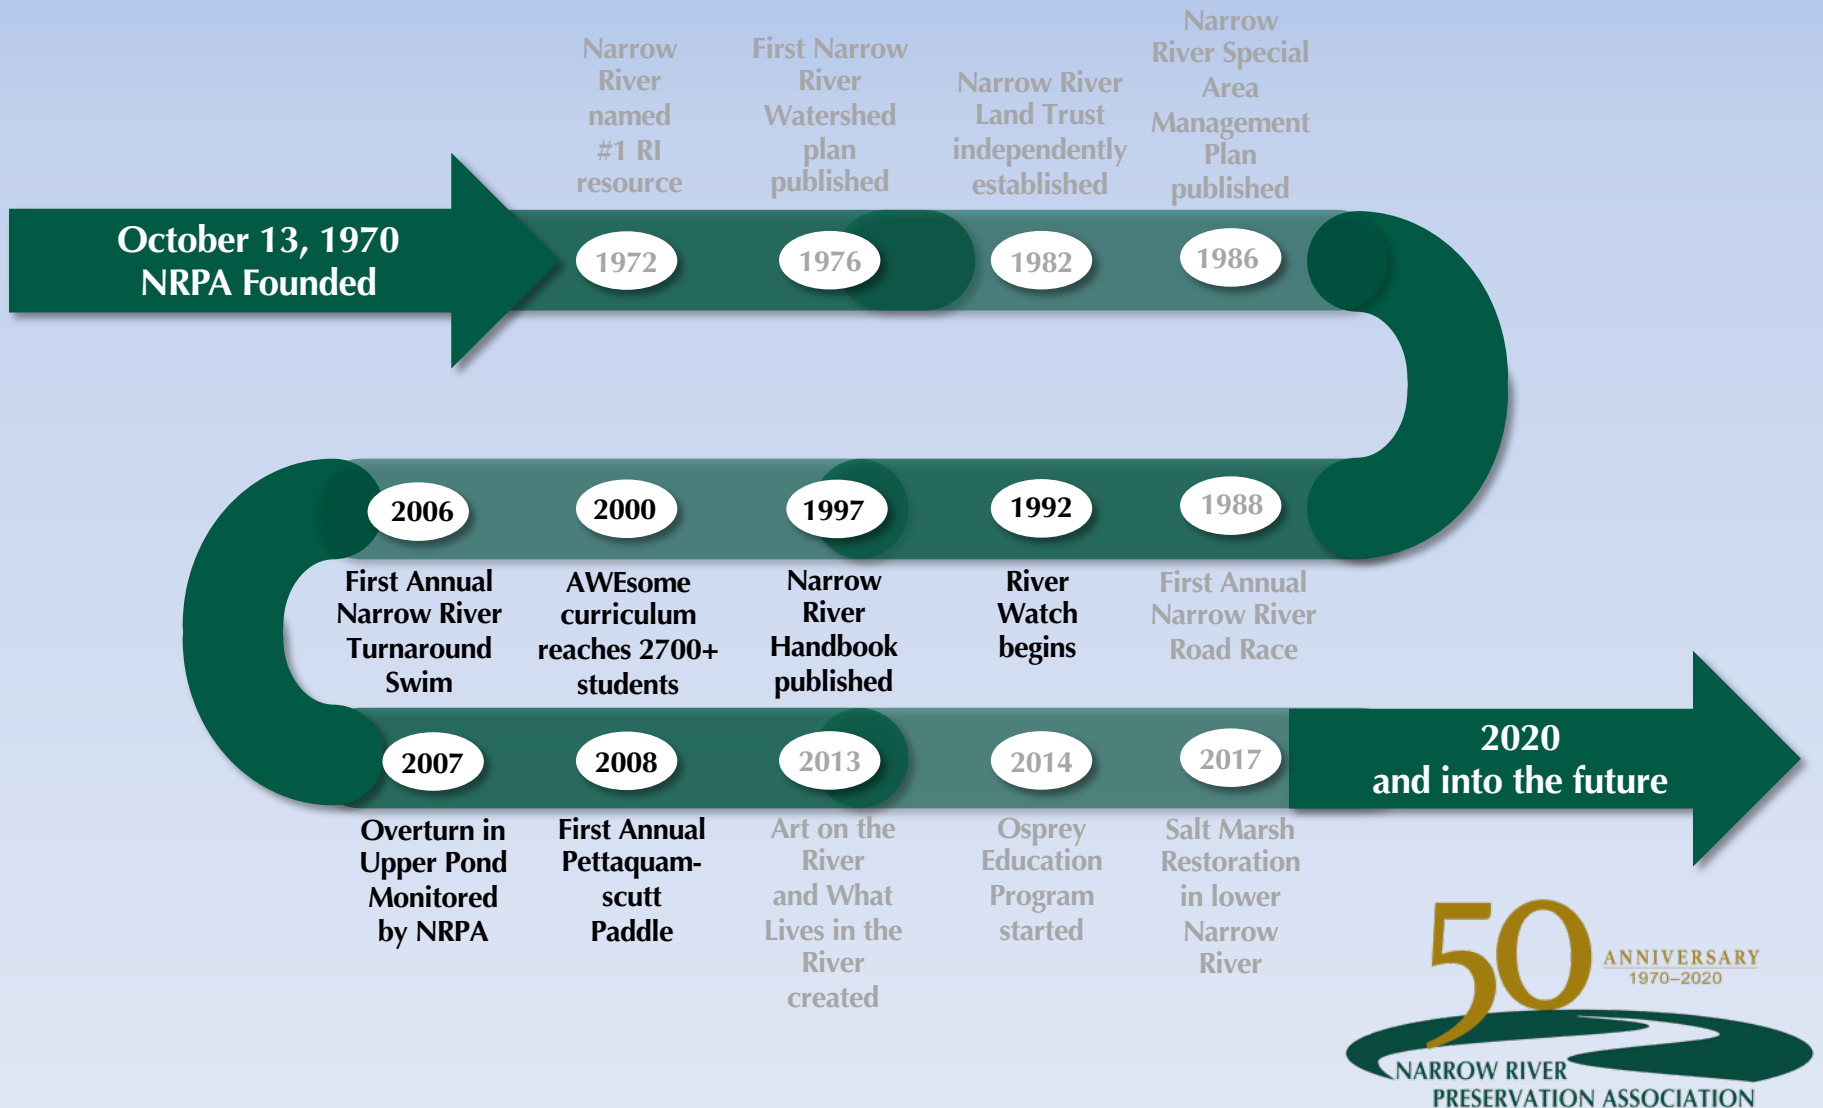 October 13, 1970
NRPA Founded
Narrow
River
named
#1 RI
resource
1972
First Narrow
River
Watershed
plan
published
1976
Narrow River
Land Trust
independently
established
1982
Narrow
River Special
Area
Management
Plan
published
1986
1988
First Annual
Narrow River
Road Race
1992
River
Watch
begins
1997
Narrow
River
Handbook
published
2000
AWEsome
curriculum
reaches 2700+
students
2006
First Annual
Narrow River
Turnaround
Swim
2007
Overturn in
Upper Pond
Monitored
by NRPA
2008
First Annual
Pettaquam-
scutt
Paddle
2013
Art on the
River
and What
Lives in the
River
created
2014
Osprey
Education
Program
started
2017
Salt Marsh
Restoration
in lower
Narrow
River
2020
and into the future
50
ANNIVERSARY
1970–2020
NARROW RIVER
PRESERVATION ASSOCIATION